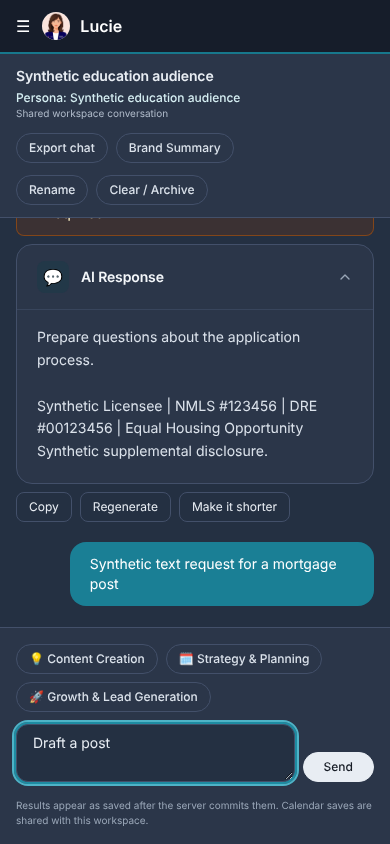 Lucie
Synthetic education audience
Persona: Synthetic education audience
Shared workspace conversation
Export chat
Brand Summary
Rename
Clear / Archive
AI Response
Prepare questions about the application
process.
Synthetic Licensee | NMLS #123456 | DRE
#00123456 | Equal Housing Opportunity
Synthetic supplemental disclosure.
Copy
Regenerate
Make it shorter
Synthetic text request for a mortgage
post
Content Creation
Strategy & Planning
Growth & Lead Generation
Draft a post
Send
Results appear as saved after the server commits them. Calendar saves are
shared with this workspace.